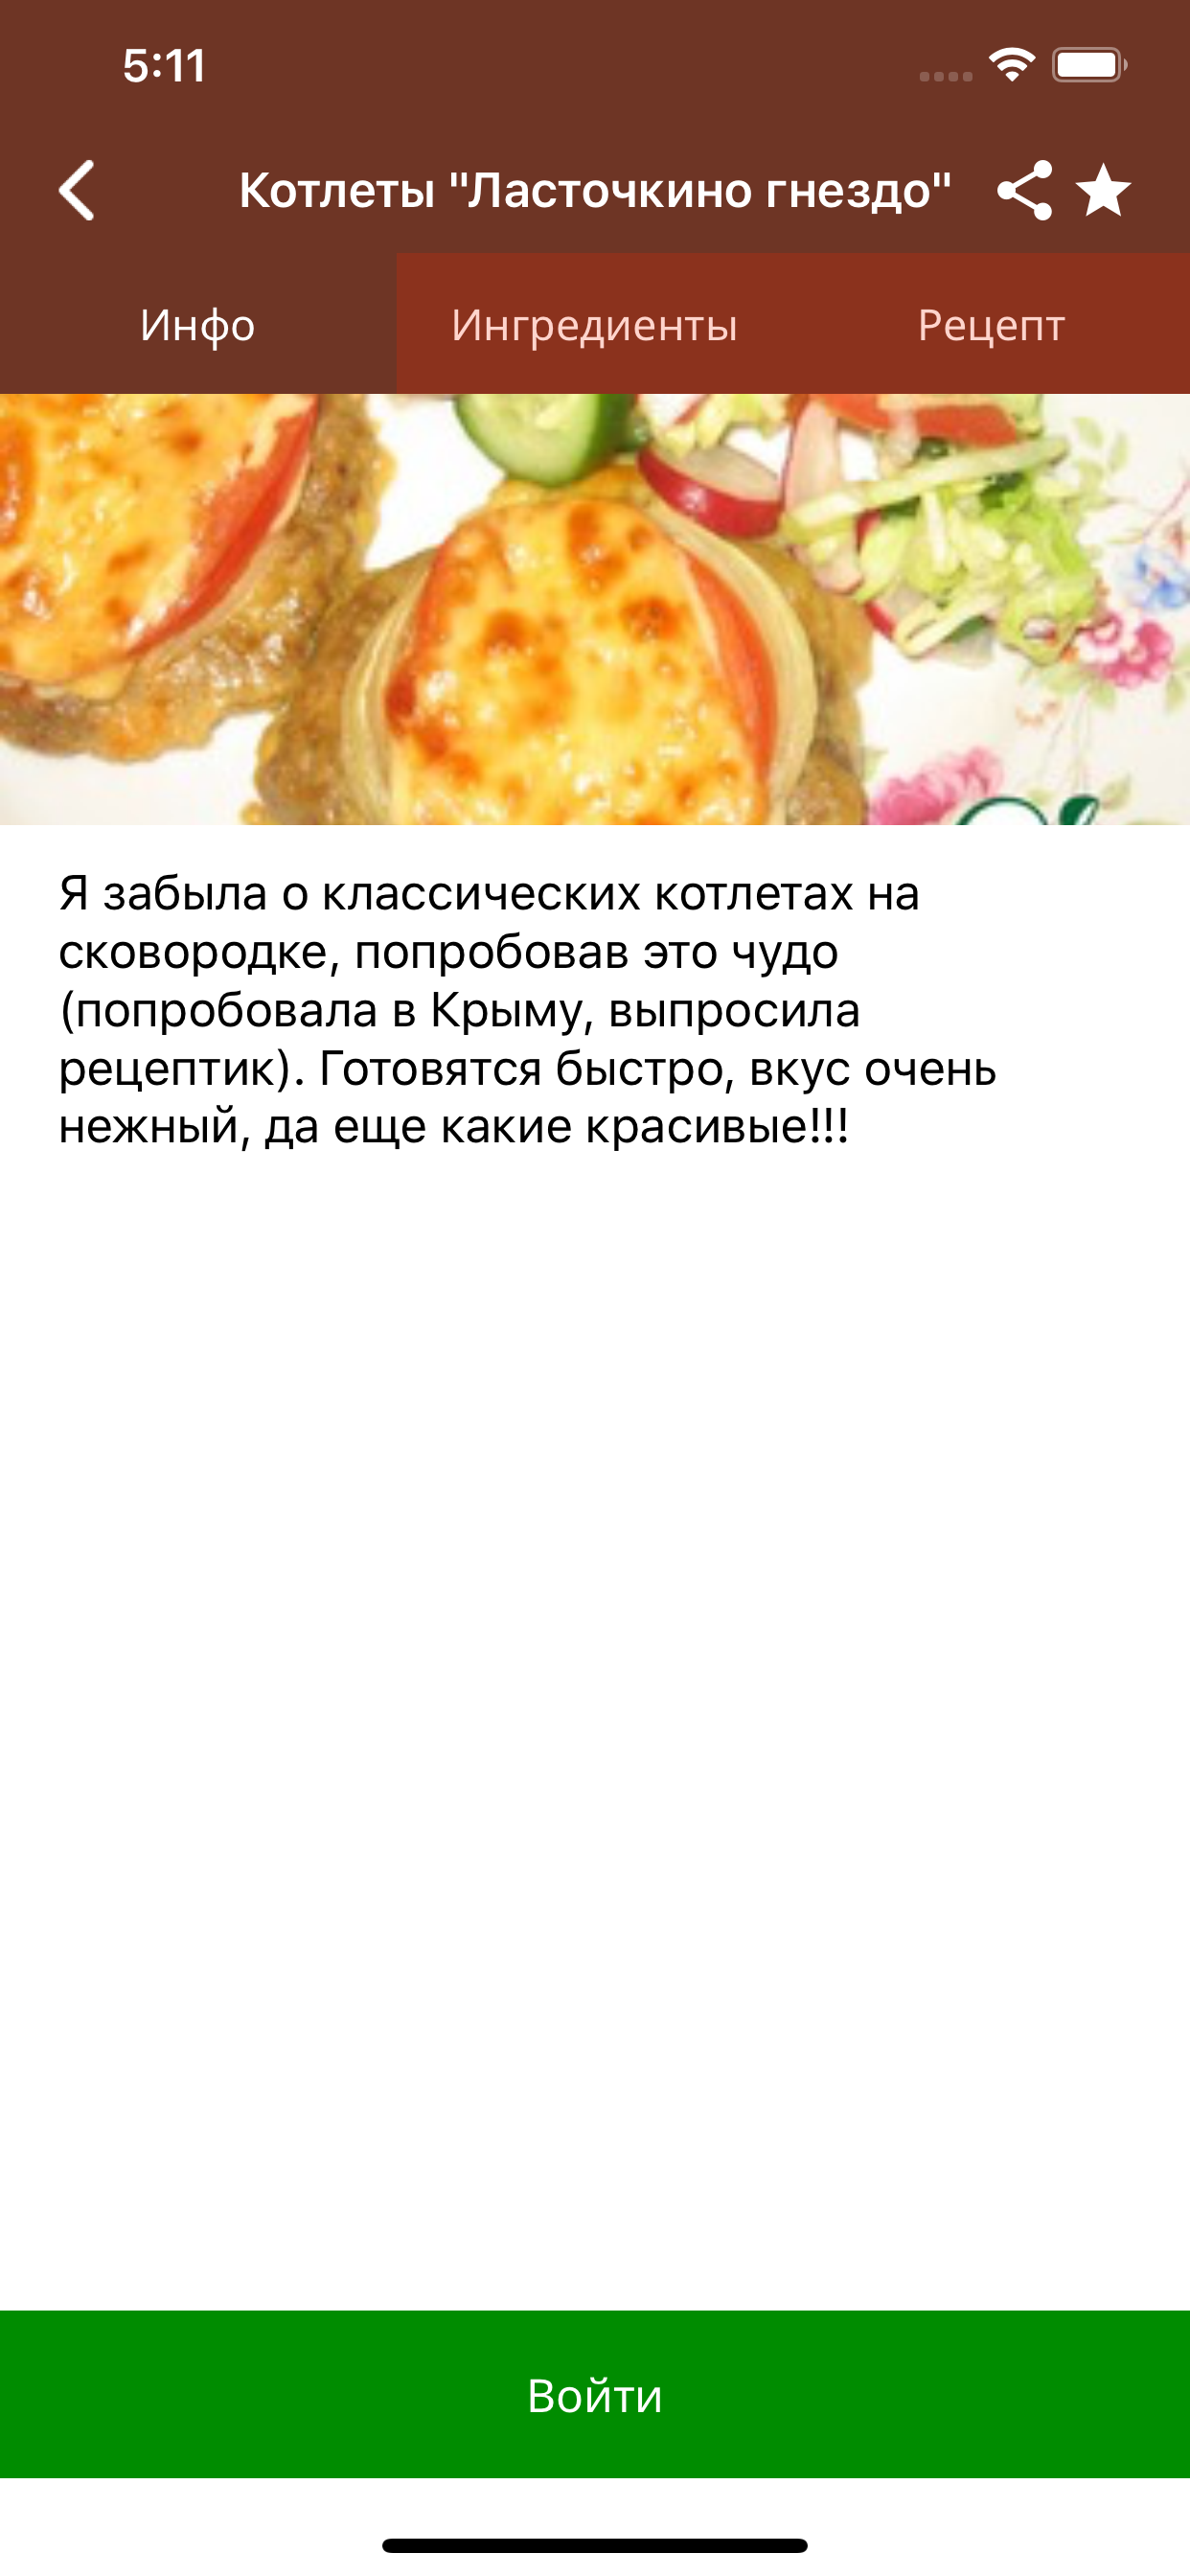 5:11
Котлеты "Ласточкино гнездо"
Инфо
Ингредиенты
Рецепт
Я забыла о классических котлетах на
сковородке, попробовав это чудо
(попробовала в Крыму, выпросила
рецептик). Готовятся быстро, вкус очень
нежный, да еще какие красивые!!!
Войти